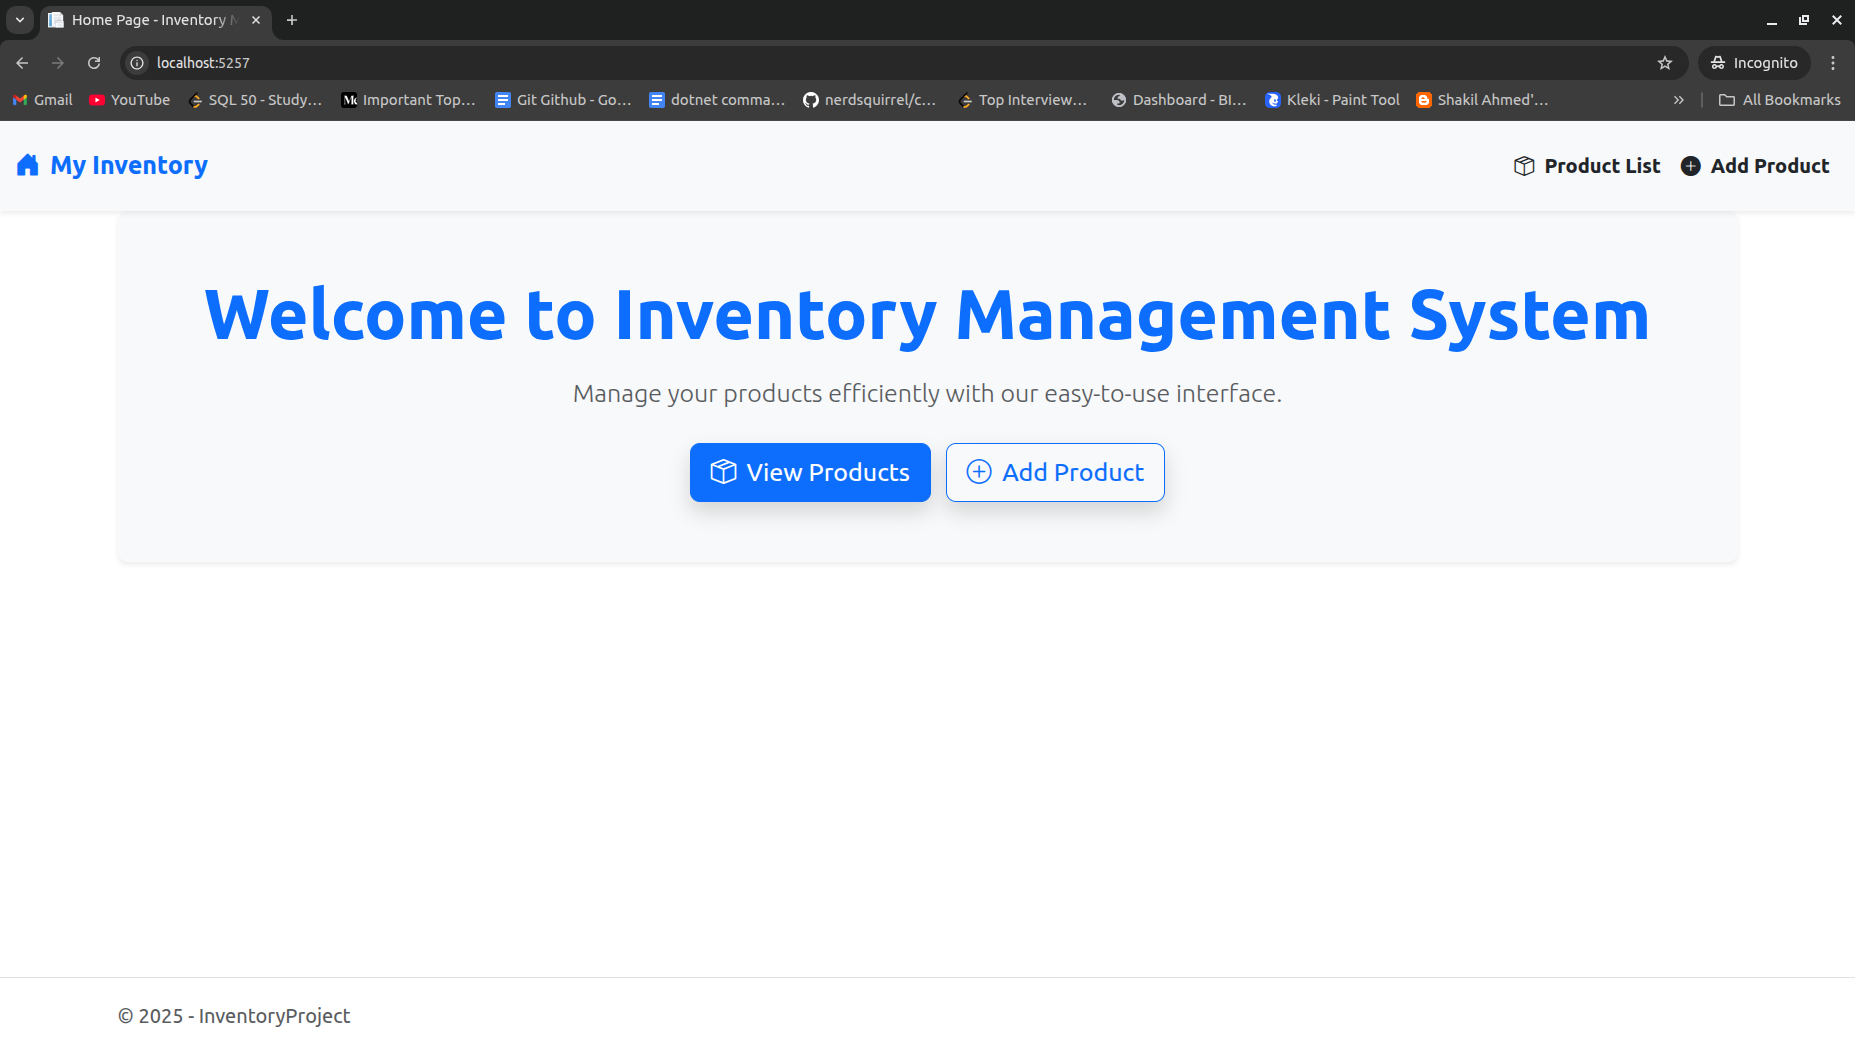 Home Page - Inventory
localhost:5257
Incognito
Gmail
YouTube
SQL 50 - Study...
Important Top...
Git Github - Go...
dotnet comma...
nerdsquirrel/c...
Top Interview...
Dashboard - BI...
Kleki - Paint Tool
Shakil Ahmed'...
All Bookmarks
My Inventory
Product List
Add Product
Welcome to Inventory Management System
Manage your products efficiently with our easy-to-use interface.
View Products
Add Product
© 2025 - InventoryProject